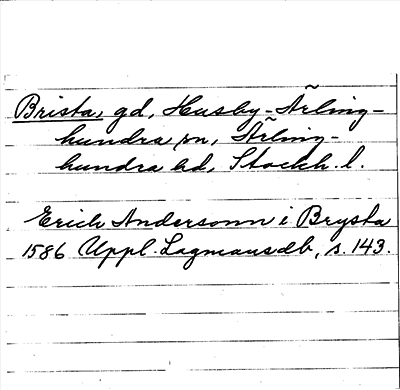 Brista, gd, Husby-Ärling-
hundra sn, Ärling-
hundra hd, Stockh. l.
Erich Andersonn i Brysta
1586 Uppl. Lagmansdb, s. 143.